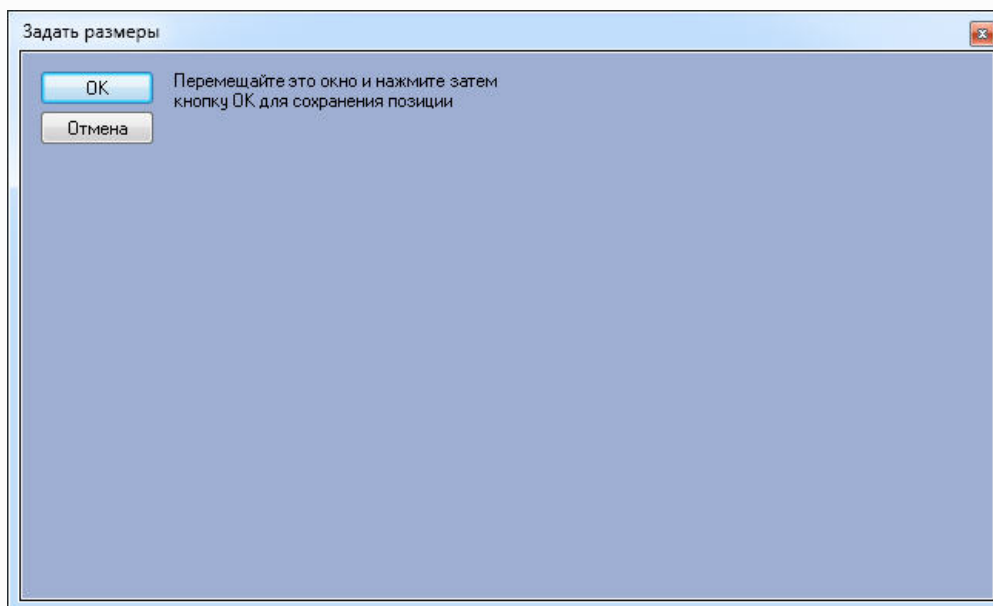 Задать размеры
OK
Перемещайте это окно и нажмите затем
кнопку OK для сохранения позиции
Отмена